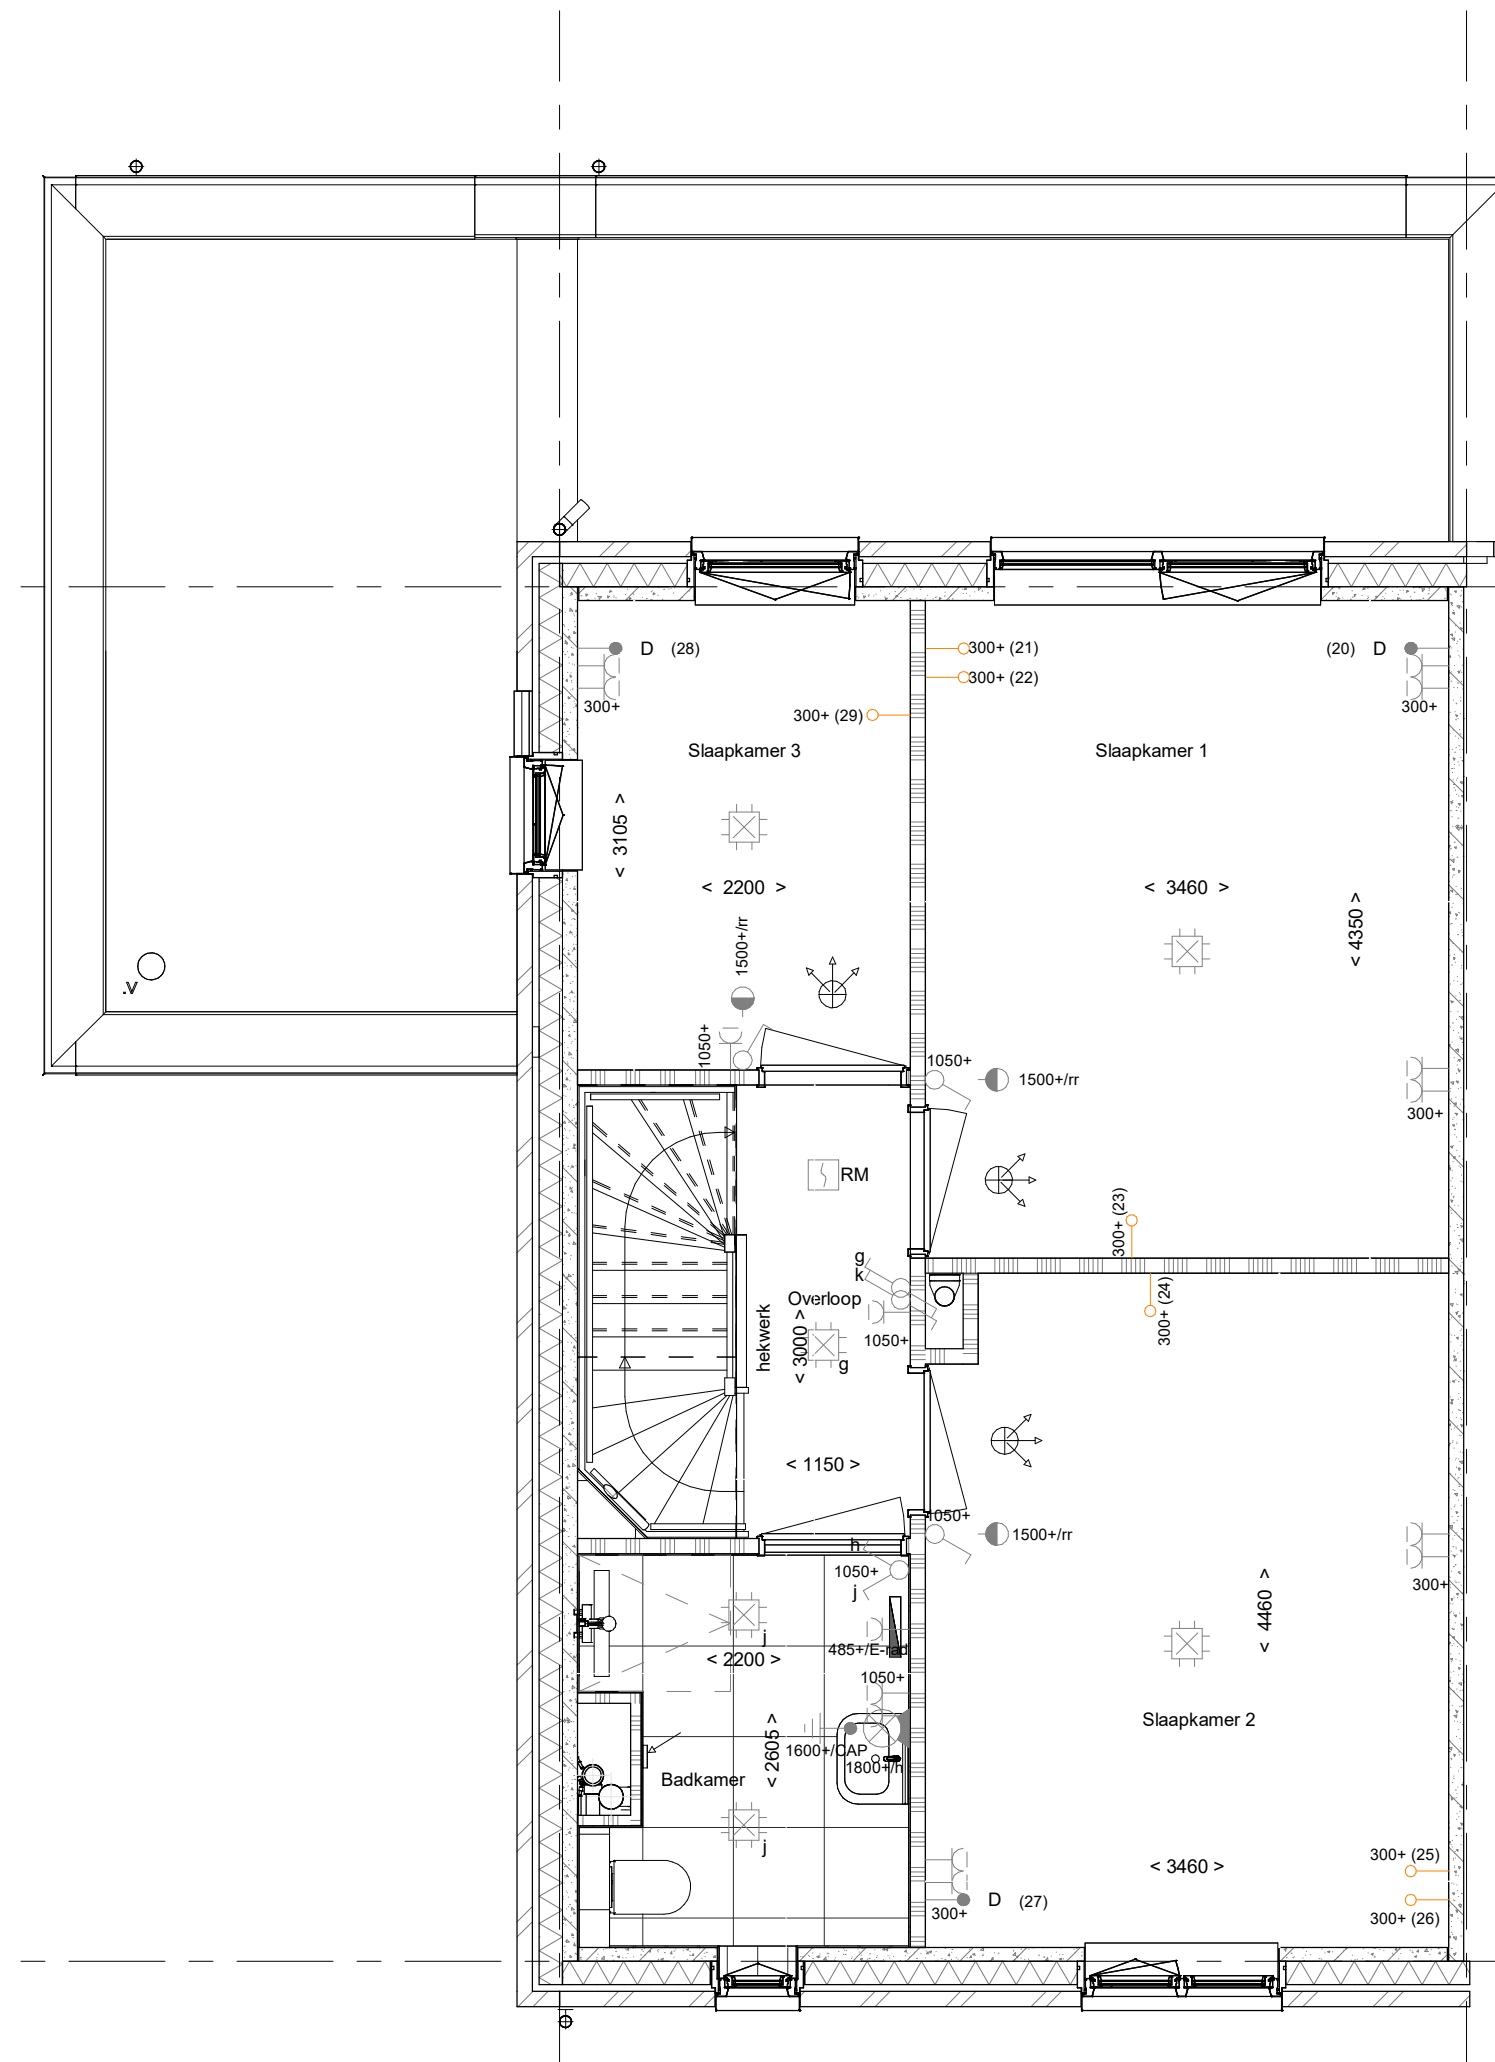 D (28)
300+ (21)
(20) D
300+ (22)
300+
300+
300+ (29)
Slaapkamer 3
Slaapkamer 1
< 3105 >
< 2200 >
< 3460 >
< 4350 >
1500+/rr
.V
1050+
1050+
1500+/rr
300+
RM
300+ (23)
g
k
Overloop
300+ (24)
hekwerk
< 3000 >
1050+
g
< 1150 >
1050+
1500+/rr
h
1050+
j
300+
< 4460 >
j
485+/E-rad
< 2200 >
1050+
Slaapkamer 2
< 2605 >
1600+/CAP
1800+/h
Badkamer
j
300+ (25)
< 3460 >
D (27)
300+
300+ (26)